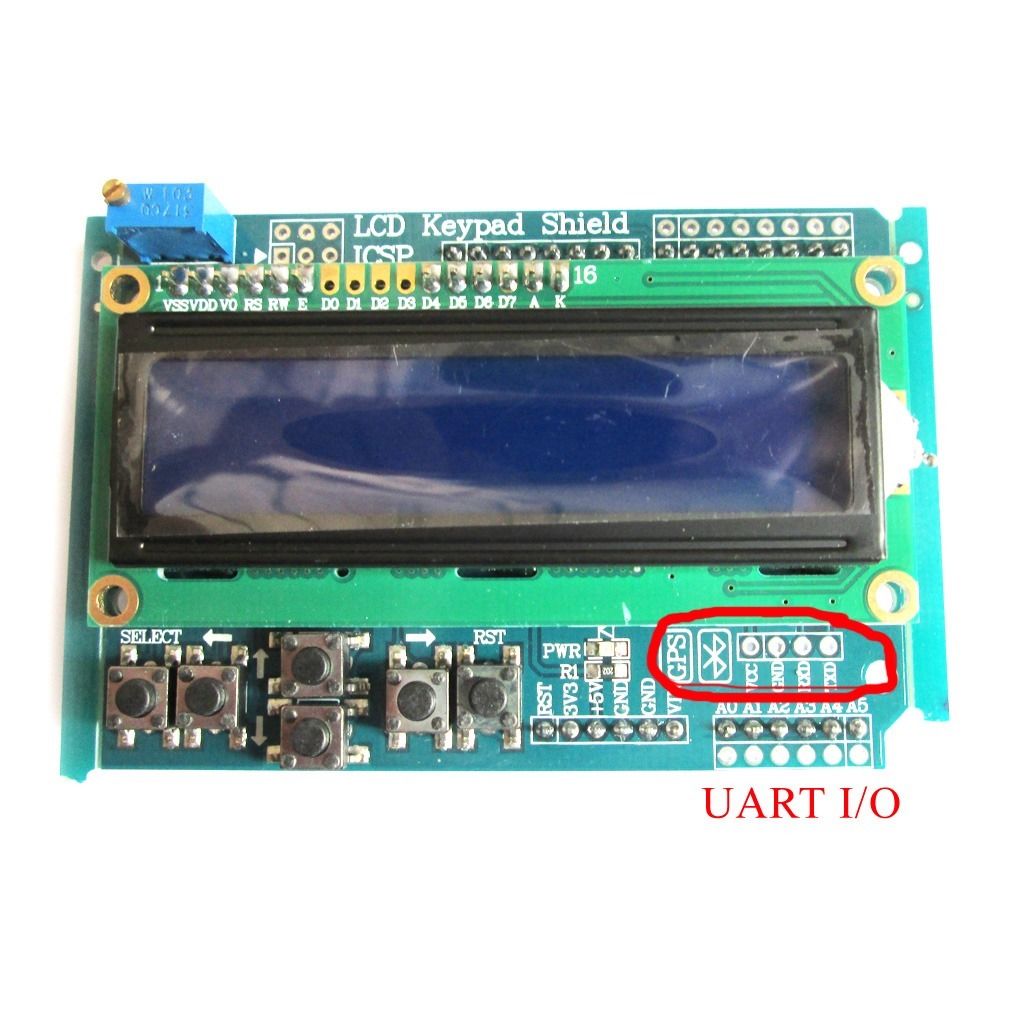 W 103
LCD Keypad Shield
ICSP
1
16
VSS VDD VO RS RW E D0 D1 D2 D3 D4 D5 D6 D7 A K
SELECT
RST
PWR
R1
202
GPS
VCC
GND
RXD
TXD
RST
3V3
+5V
GND
GND
A0 A1 A2 A3 A4 A5
UART I/O